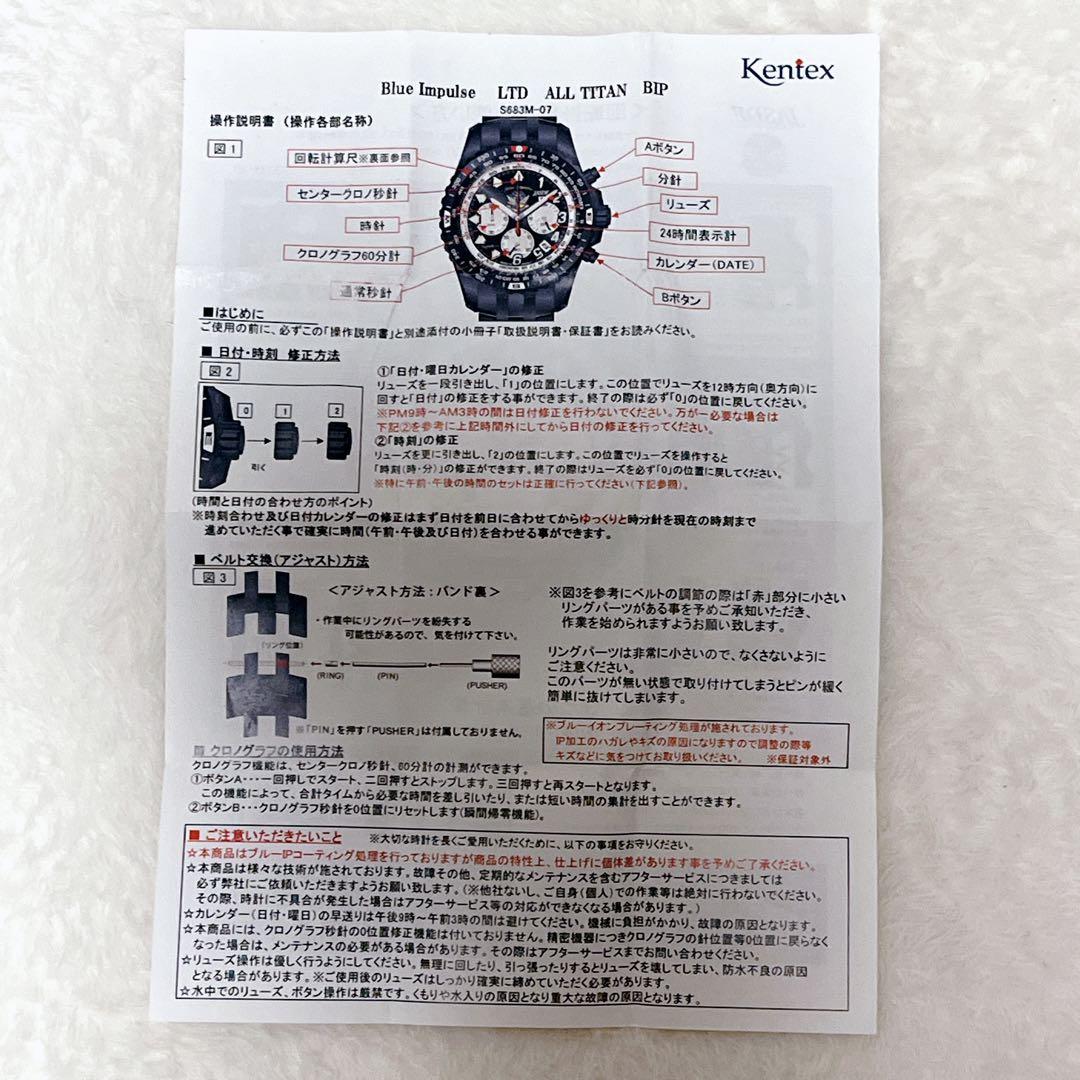 Kentex
Blue Impulse LTD ALL TITAN BIP
S683M-07
操作説明書（操作各部名称）
図1
回転計算尺※裏面参照
センタークロノ秒針
時針
クロノグラフ60分計
通常秒針
Aボタン
分針
リューズ
24時間表示計
カレンダー(DATE)
Bボタン
■はじめに
ご使用の前に、必ずこの「操作説明書」と別途添付の小冊子「取扱説明書・保証書」をお読みください。
■ 日付・時刻 修正方法
図2
0
1
2
引く
①「日付・曜日カレンダー」の修正
リューズを一段引き出し、「1」の位置にします。この位置でリューズを12時方向(奥方向)に
回すと「日付」の修正をする事ができます。終了の際は必ず「0」の位置に戻してください。
※PM9時～AM3時の間は日付修正を行わないでください。万が一必要な場合は
下記②を参考に上記時間外にしてから日付の修正を行ってください。
②「時刻」の修正
リューズを更に引き出し、「2」の位置にします。この位置でリューズを操作すると
「時刻(時・分)」の修正ができます。終了の際はリューズを必ず「0」の位置に戻してください。
※特に午前・午後の時間のセットは正確に行ってください(下記参照)。
(時間と日付の合わせ方のポイント)
※時刻合わせ及び日付カレンダーの修正はまず日付を前日に合わせてからゆっくりと時分針を現在の時刻まで
進めていただく事で確実に時間(午前・午後及び日付)を合わせる事ができます。
■ ベルト交換(アジャスト)方法
図3
＜アジャスト方法：バンド裏＞
・作業中にリングパーツを紛失する
可能性があるので、気を付けて下さい。
(リング位置)
(RING)
(PIN)
(PUSHER)
※「PIN」を押す「PUSHER」は付属しておりません。
※図3を参考にベルトの調節の際は「赤」部分に小さい
リングパーツがある事を予めご承知いただき、
作業を始められますようお願い致します。
リングパーツは非常に小さいので、なくさないように
ご注意ください。
このパーツが無い状態で取り付けてしまうとピンが緩く
簡単に抜けてしまいます。
※ブルーイオンプレーティング処理が施されております。
IP加工のハガレやキズの原因になりますので調整の際等
キズなどに気をつけてお取り扱いください。 ※保証対象外
■ クロノグラフの使用方法
クロノグラフ機能は、センタークロノ秒針、60分計の計測ができます。
①ボタンA・・・一回押しでスタート、二回押すとストップします。三回押すと再スタートとなります。
この機能によって、合計タイムから必要な時間を差し引いたり、または短い時間の集計を出すことができます。
②ボタンB・・・クロノグラフ秒針を0位置にリセットします(瞬間帰零機能)。
■ ご注意いただきたいこと ※大切な時計を長くご愛用いただくために、以下の事項をお守りください。
☆本商品はブルーIPコーティング処理を行っておりますが商品の特性上、仕上げに個体差があります事を予めご了承ください。
☆本商品は様々な技術が施されております。故障その他、定期的なメンテナンスを含むアフターサービスにつきましては
必ず弊社にご依頼いただきますようお願い致します。(※他社ないし、ご自身(個人)での作業等は絶対に行わないでください。
その際、時計に不具合が発生した場合はアフターサービス等の対応ができなくなる場合があります。)
☆カレンダー(日付・曜日)の早送りは午後9時～午前3時の間は避けてください。機械に負担がかかり、故障の原因となります。
☆本商品には、クロノグラフ秒針の0位置修正機能は付いておりません。精密機器につきクロノグラフの針位置等0位置に戻らなく
なった場合は、メンテナンスの必要がある場合があります。その際はアフターサービスまでお問い合わせください。
☆リューズ操作は優しく行うようにしてください。無理に回したり、引っ張ったりするとリューズを壊してしまい、防水不良の原因
となる場合があります。※ご使用後のリューズはしっかり確実に締めていただく必要があります。
☆水中でのリューズ、ボタン操作は厳禁です。くもりや水入りの原因となり重大な故障の原因となります。